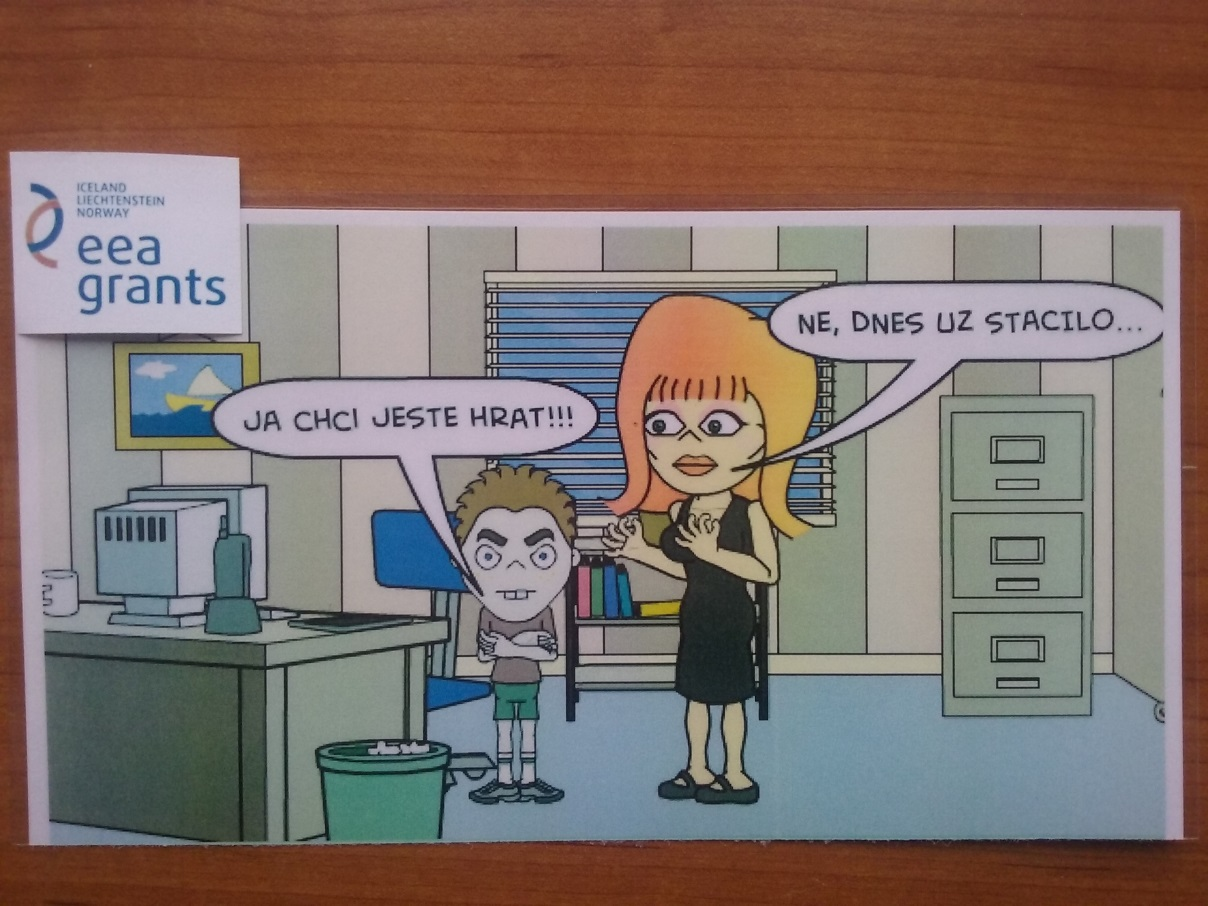 ICELAND
LIECHTENSTEIN
NORWAY
eea
grants
NE, DNES UZ STACILO...
JA CHCI JESTE HRAT!!!